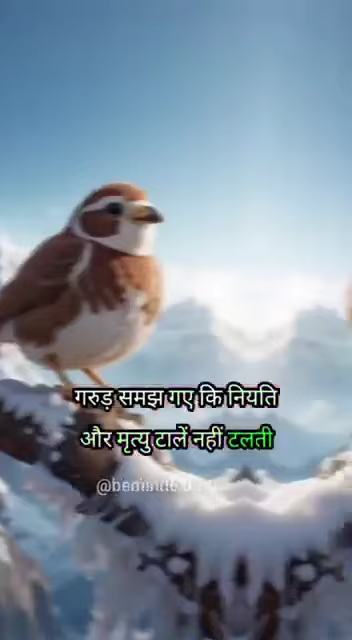 गरुड़ समझ गए कि नियति
और मृत्यु टालें नहीं टलती